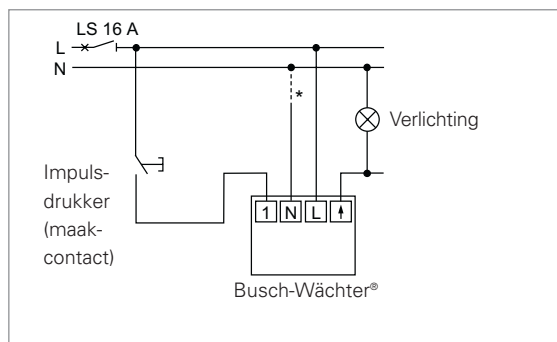 LS 16 A
L
N
*
Verlichting
Impuls-
drukker
(maak-
contact)
1 N L
Busch-Wächter®